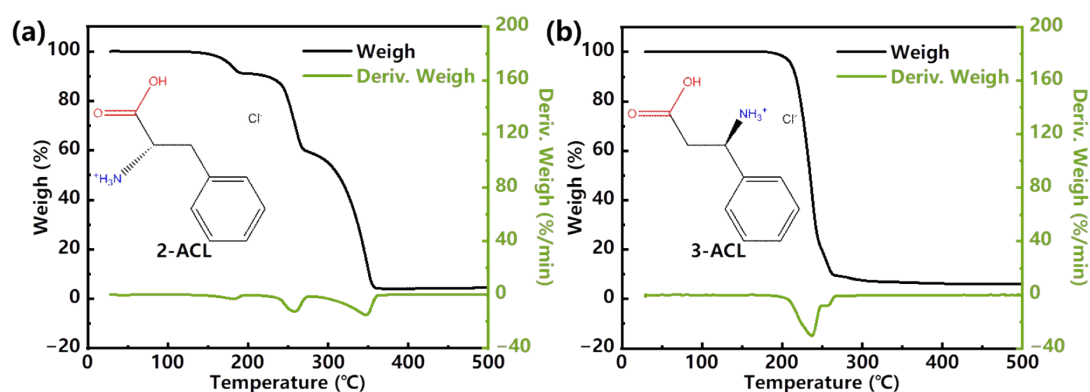 (a)
Weigh
Deriv. Weigh
OH
O
Cl-
+H3N
2-ACL
Weigh (%)
100
80
60
40
20
0
−20
0
100
200
300
400
500
Temperature (℃)
200
160
120
80
40
0
−40
Deriv. Weigh (%/min)
(b)
Weigh
Deriv. Weigh
OH
O
NH3+
Cl-
3-ACL
Weigh (%)
100
80
60
40
20
0
−20
0
100
200
300
400
500
Temperature (℃)
200
160
120
80
40
0
−40
Deriv. Weigh (%/min)